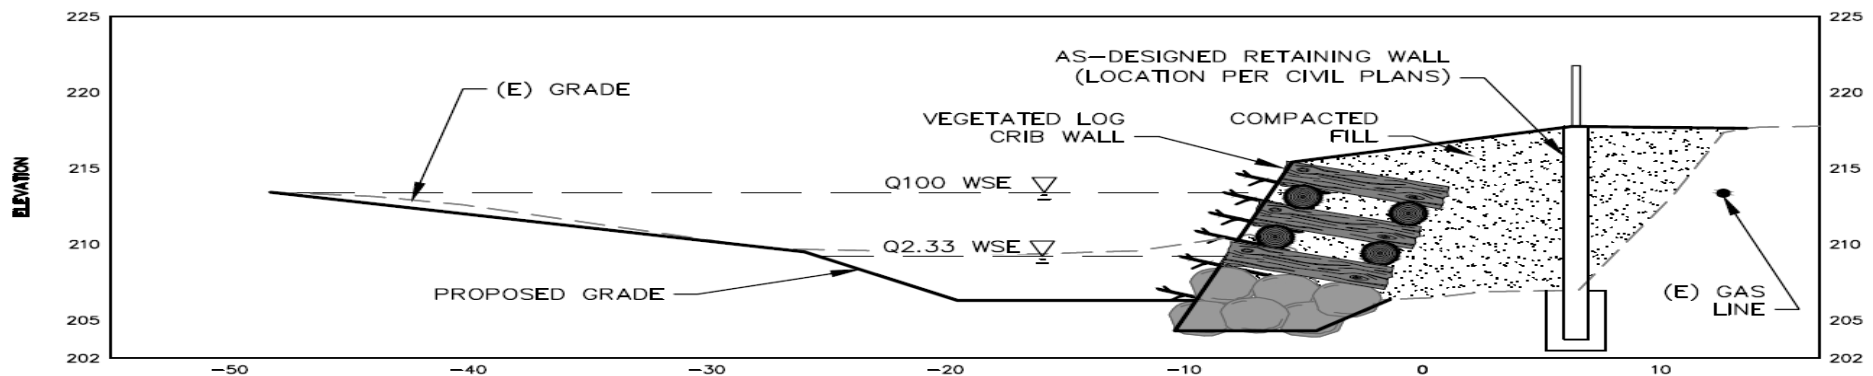 225
225
AS-DESIGNED RETAINING WALL
(LOCATION PER CIVIL PLANS)
(E) GRADE
220
220
VEGETATED LOG
CRIB WALL
COMPACTED
FILL
215
215
Q100 WSE
ELEVATION
210
210
Q2.33 WSE
PROPOSED GRADE
(E) GAS
LINE
205
205
202
202
-50
-40
-30
-20
-10
0
10